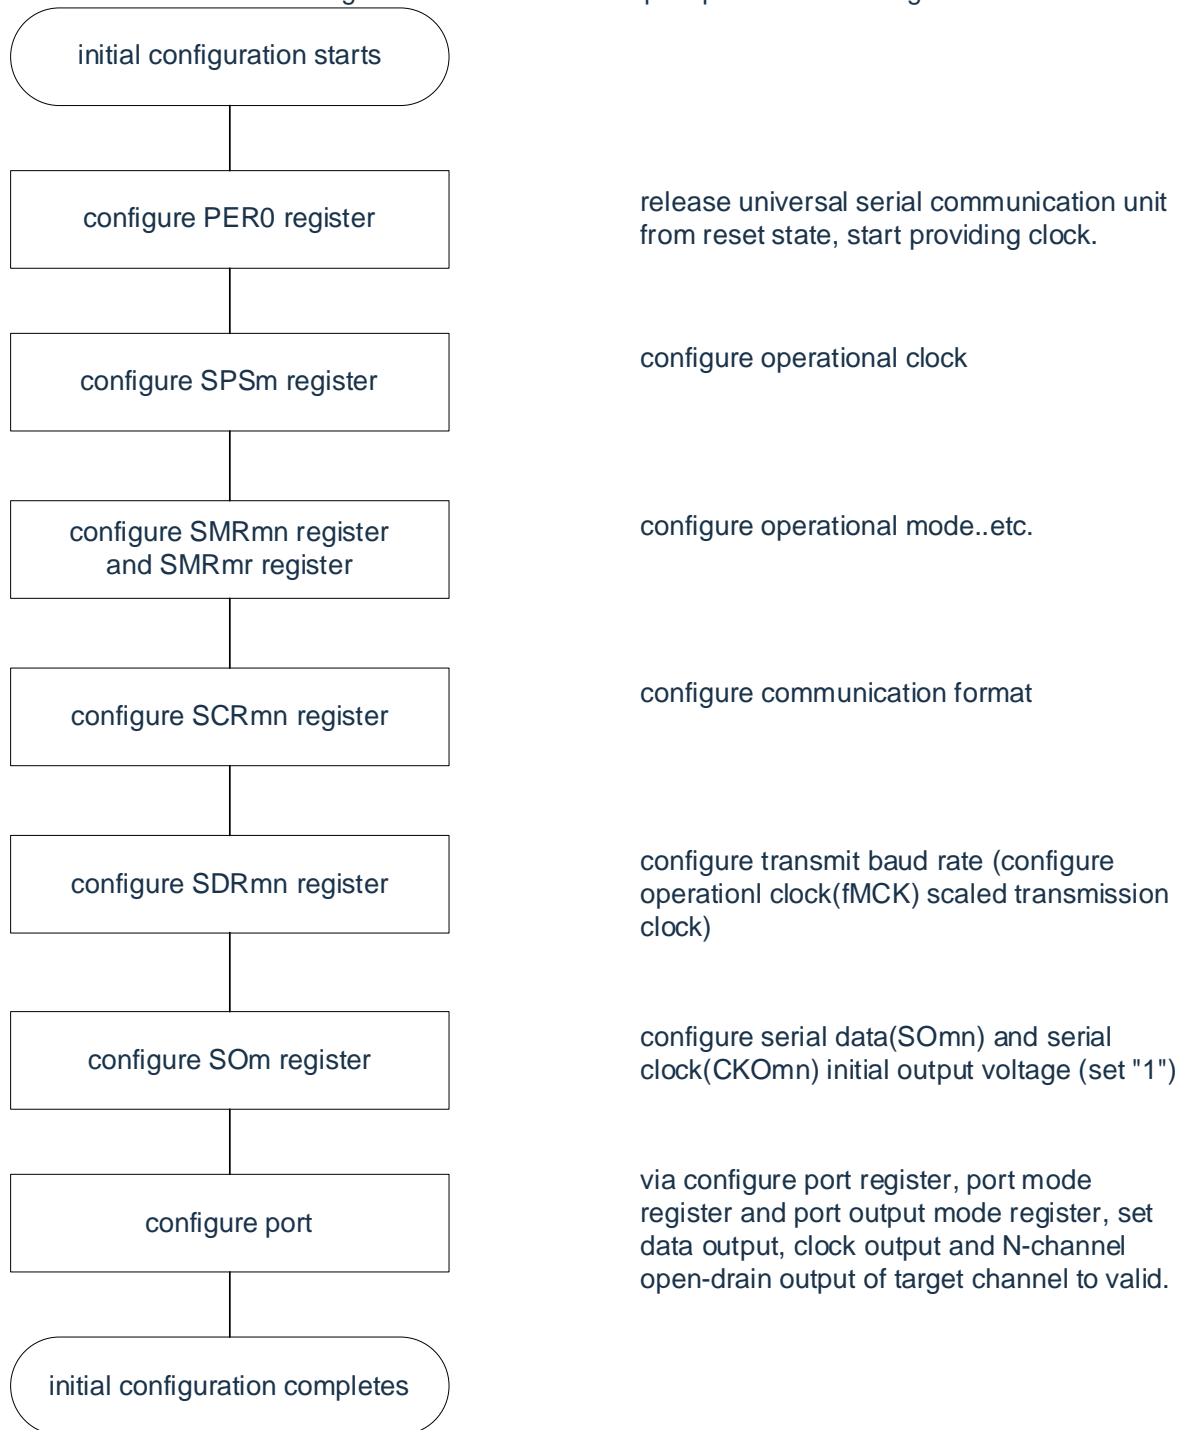 initial configuration starts
configure PER0 register
release universal serial communication unit
from reset state, start providing clock.
configure SPSm register
configure operational clock
configure SMRmn register
and SMRmr register
configure operational mode..etc.
configure SCRmn register
configure communication format
configure SDRmn register
configure transmit baud rate (configure
operationl clock(fMCK) scaled transmission
clock)
configure SOm register
configure serial data(SOmn) and serial
clock(CKOmn) initial output voltage (set "1")
configure port
via configure port register, port mode
register and port output mode register, set
data output, clock output and N-channel
open-drain output of target channel to valid.
initial configuration completes